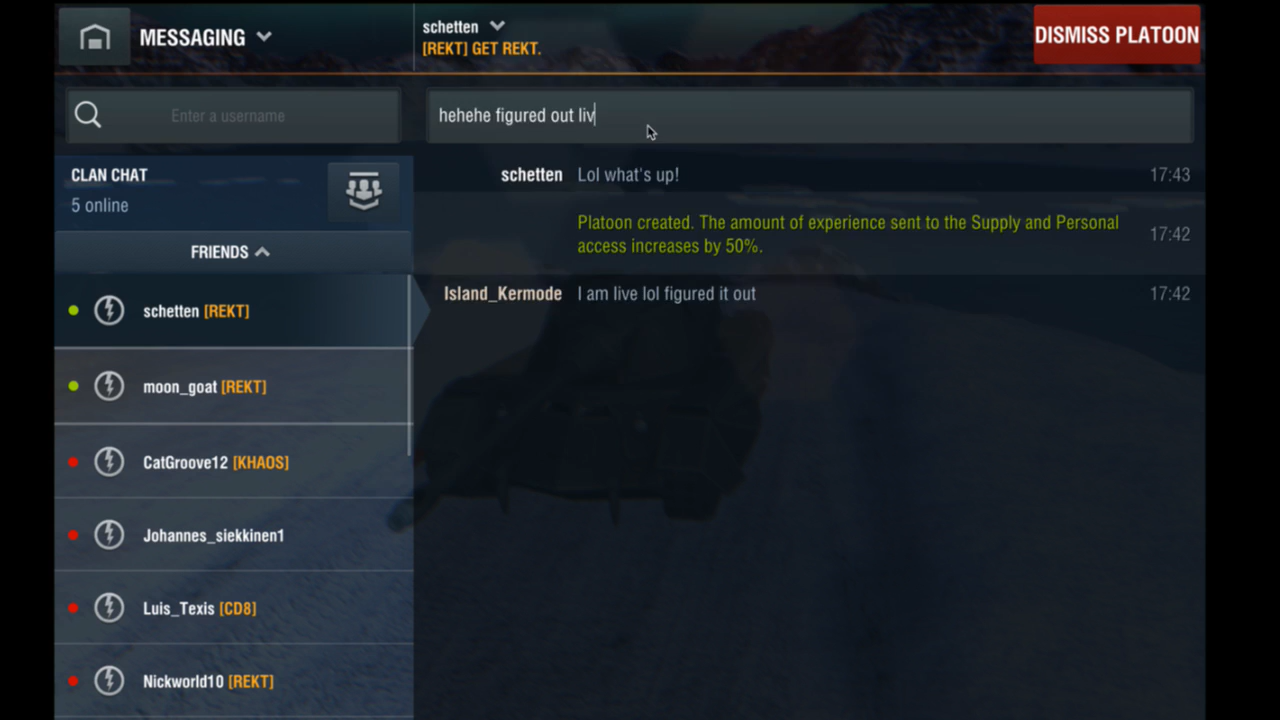 MESSAGING
schetten
[REKT] GET REKT.
DISMISS PLATOON
Enter a username
hehehe figured out liv
CLAN CHAT
5 online
FRIENDS
schetten [REKT]
moon_goat [REKT]
CatGroove12 [KHAOS]
Johannes_siekkinen1
Luis_Texis [CD8]
Nickworld10 [REKT]
schetten Lol what's up! 17:43
Platoon created. The amount of experience sent to the Supply and Personal
access increases by 50%. 17:42
Island_Kermode I am live lol figured it out 17:42